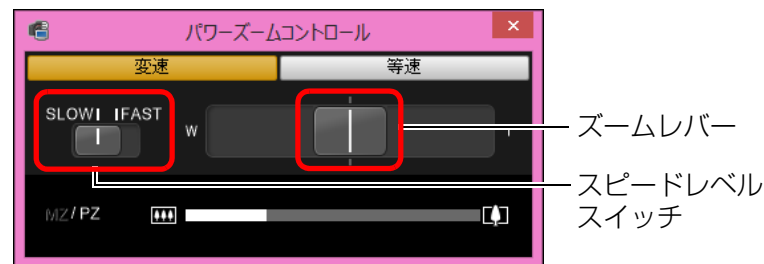 パワーズームコントロール
×
変速
等速
SLOW FAST
W
T
ズームレバー
スピードレベル
スイッチ
MZ/PZ